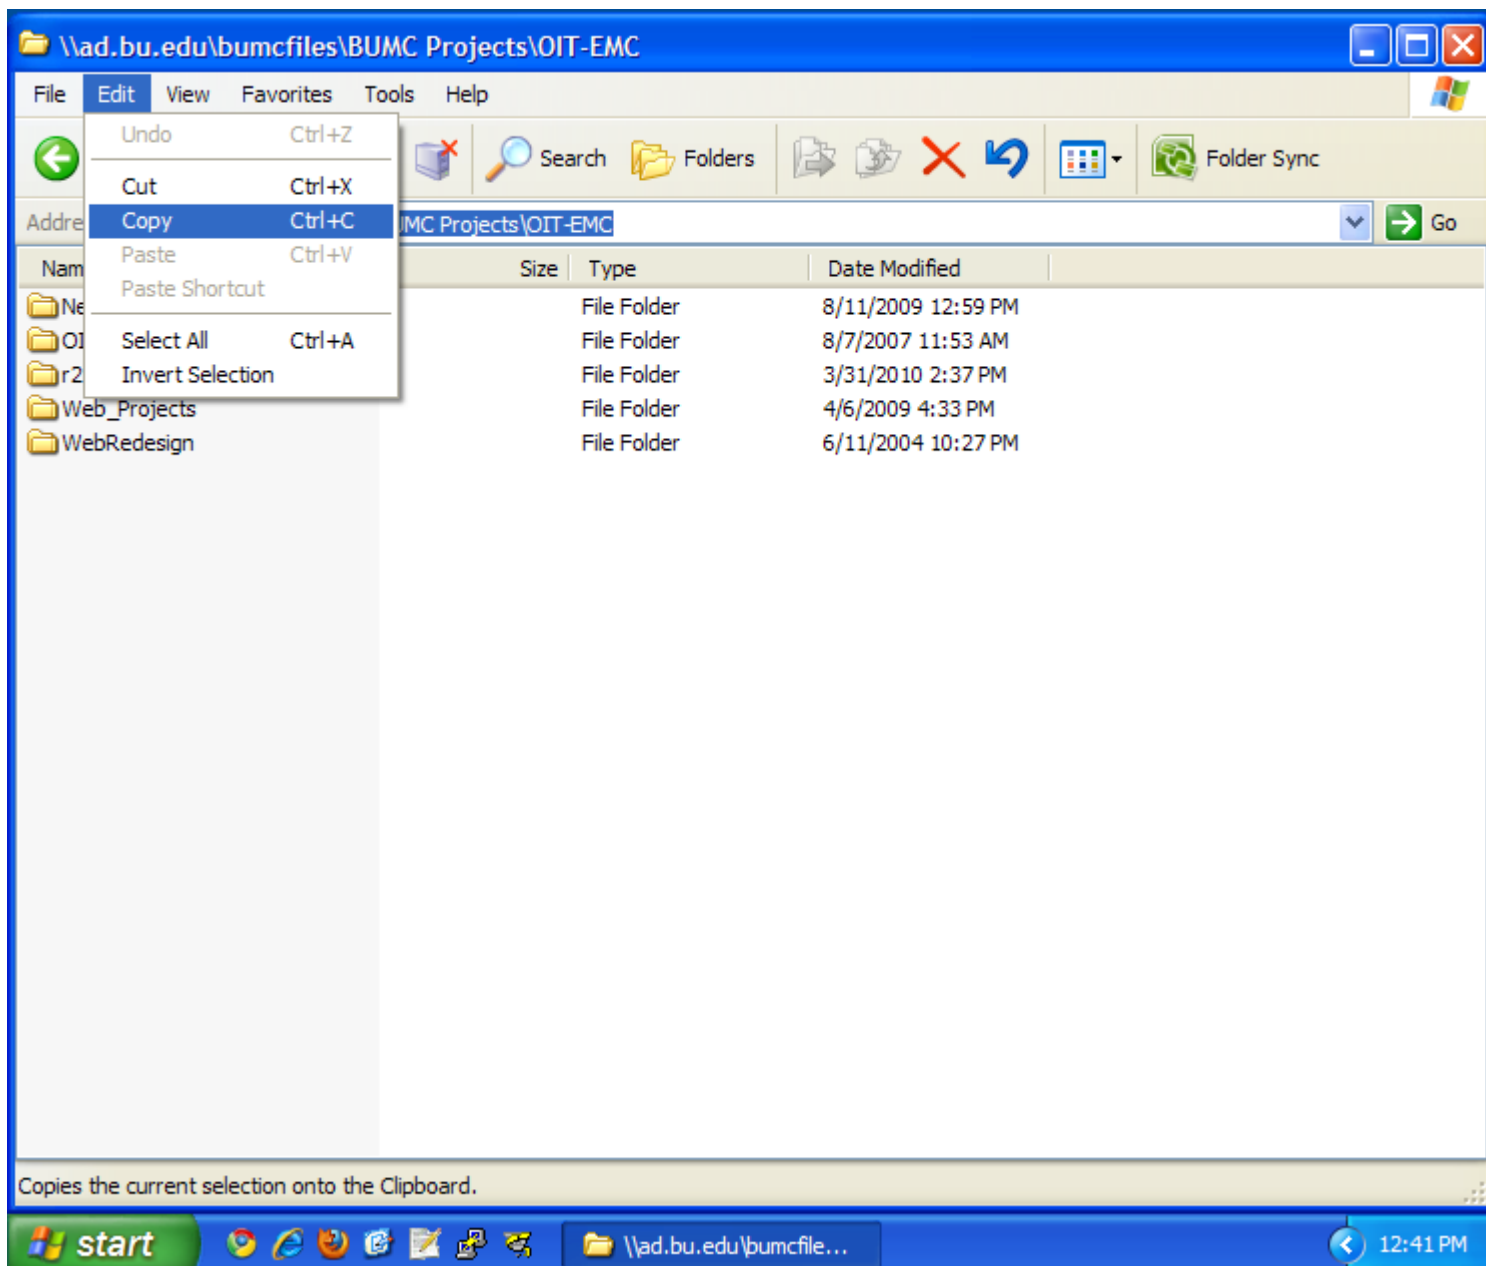 \\ad.bu.edu\bumcfiles\BUMC Projects\OIT-EMC
File Edit View Favorites Tools Help
Undo Ctrl+Z
Search Folders Folder Sync
Cut Ctrl+X
Addre Copy Ctrl+C MC Projects\OIT-EMC Go
Paste Ctrl+V
Nam Size Type Date Modified
Paste Shortcut
Ne File Folder 8/11/2009 12:59 PM
OI Select All Ctrl+A File Folder 8/7/2007 11:53 AM
r2 Invert Selection File Folder 3/31/2010 2:37 PM
Web_Projects File Folder 4/6/2009 4:33 PM
WebRedesign File Folder 6/11/2004 10:27 PM
Copies the current selection onto the Clipboard.
start \\ad.bu.edu\bumcfile... 12:41 PM